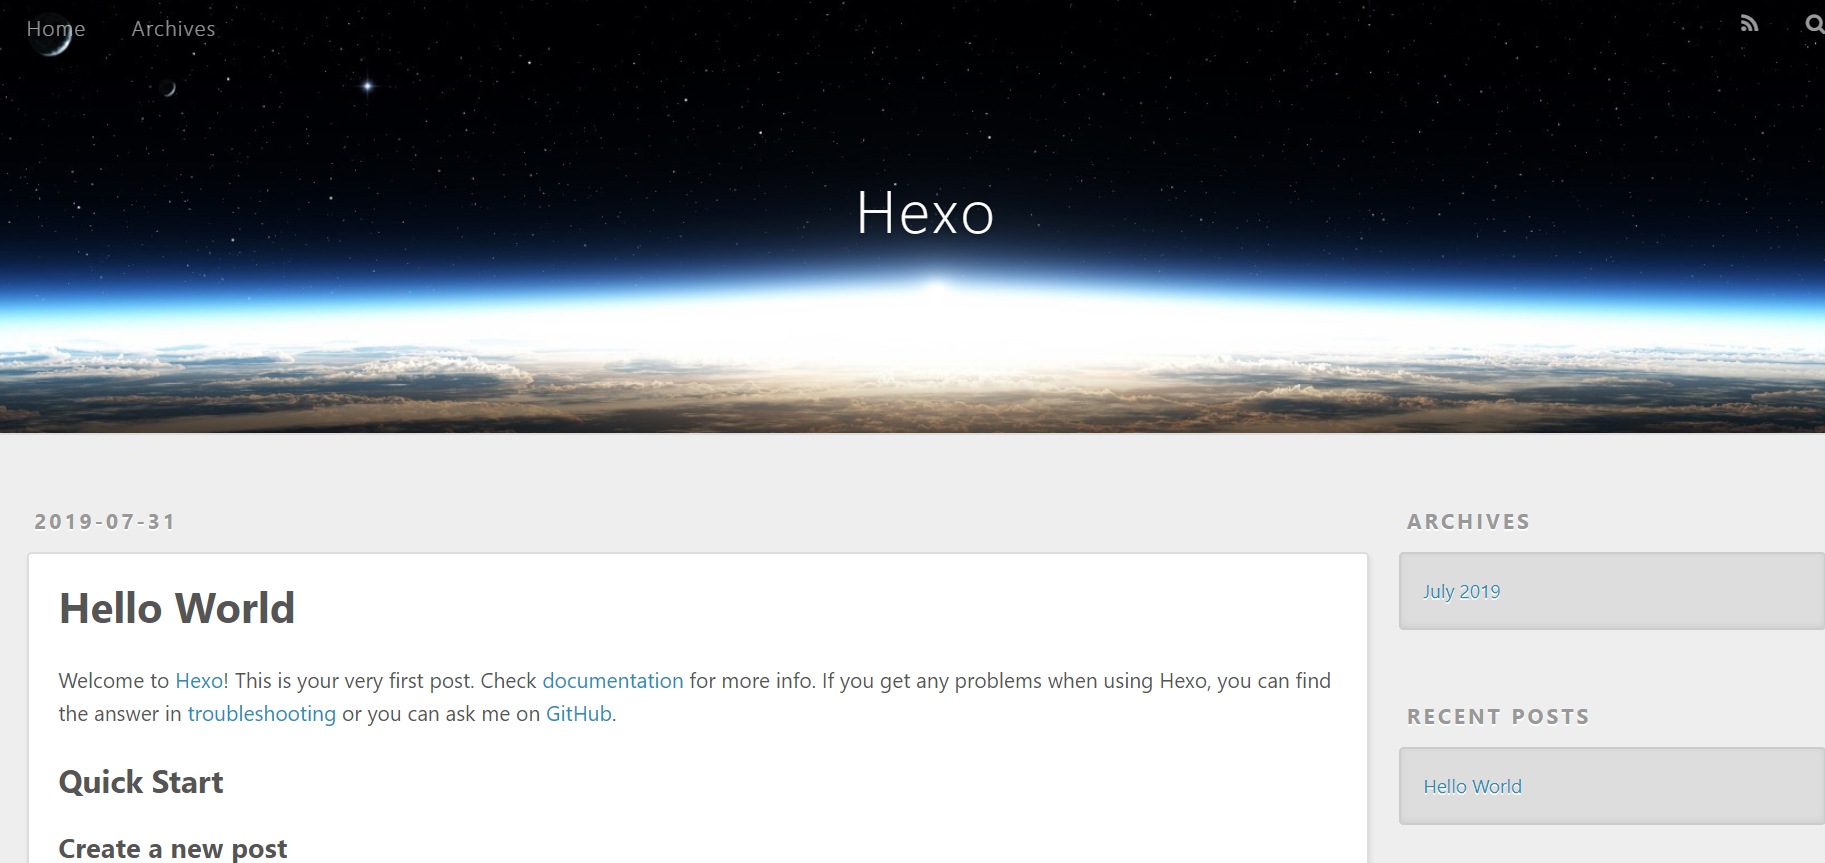 Home Archives
Hexo
2019-07-31
Hello World
Welcome to Hexo! This is your very first post. Check documentation for more info. If you get any problems when using Hexo, you can find
the answer in troubleshooting or you can ask me on GitHub.
Quick Start
Create a new post
ARCHIVES
July 2019
RECENT POSTS
Hello World